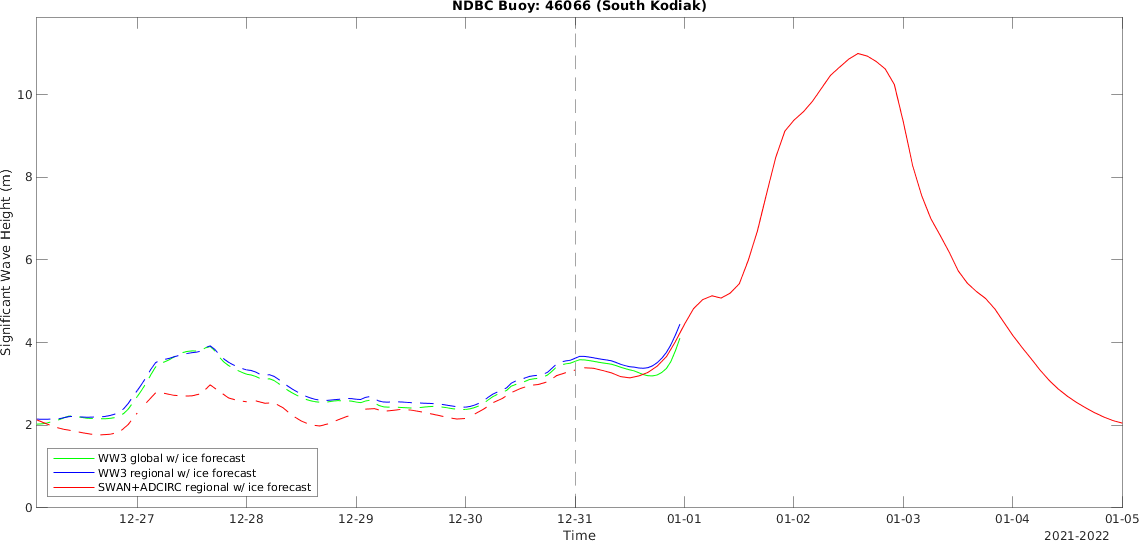 NDBC Buoy: 46066 (South Kodiak)
Significant Wave Height (m)
10
8
6
4
2
0
WW3 global w/ ice forecast
WW3 regional w/ ice forecast
SWAN+ADCIRC regional w/ ice forecast
12-27 12-28 12-29 12-30 12-31 01-01 01-02 01-03 01-04 01-05
Time
2021-2022